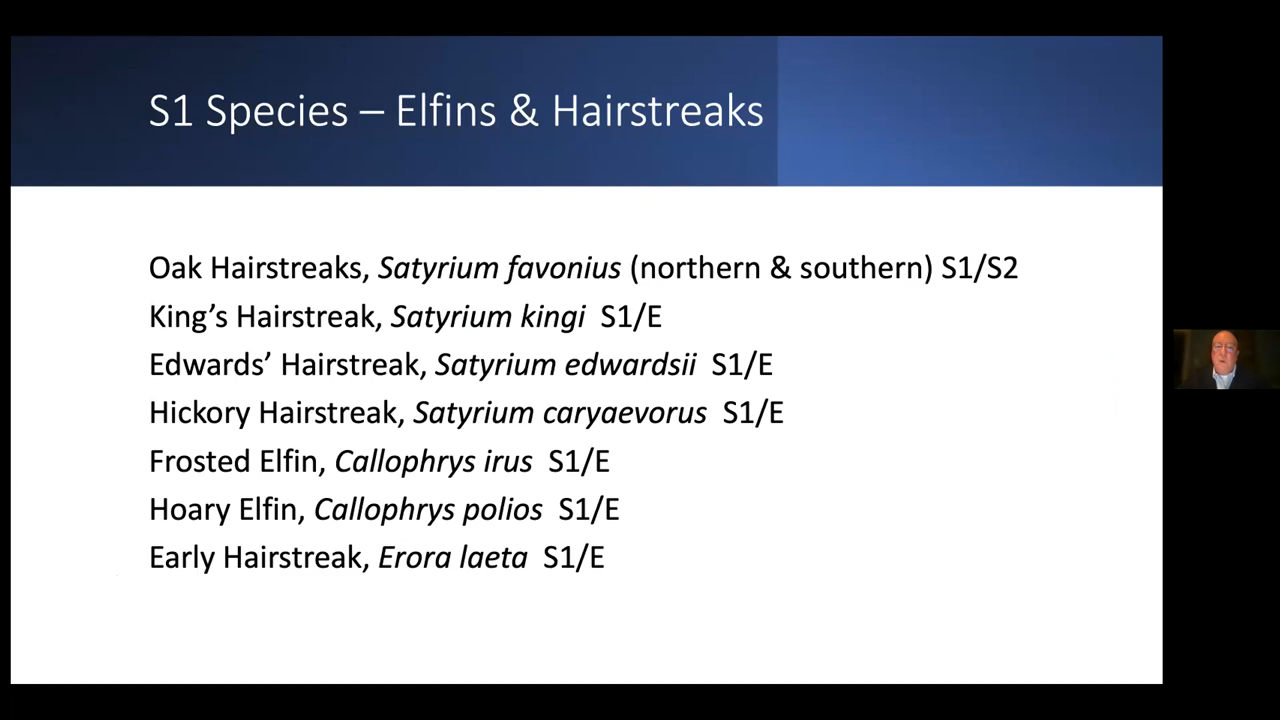 S1 Species – Elfins & Hairstreaks
Oak Hairstreaks, Satyrium favonius (northern & southern) S1/S2
King’s Hairstreak, Satyrium kingi S1/E
Edwards’ Hairstreak, Satyrium edwardsii S1/E
Hickory Hairstreak, Satyrium caryaevorus S1/E
Frosted Elfin, Callophrys irus S1/E
Hoary Elfin, Callophrys polios S1/E
Early Hairstreak, Erora laeta S1/E